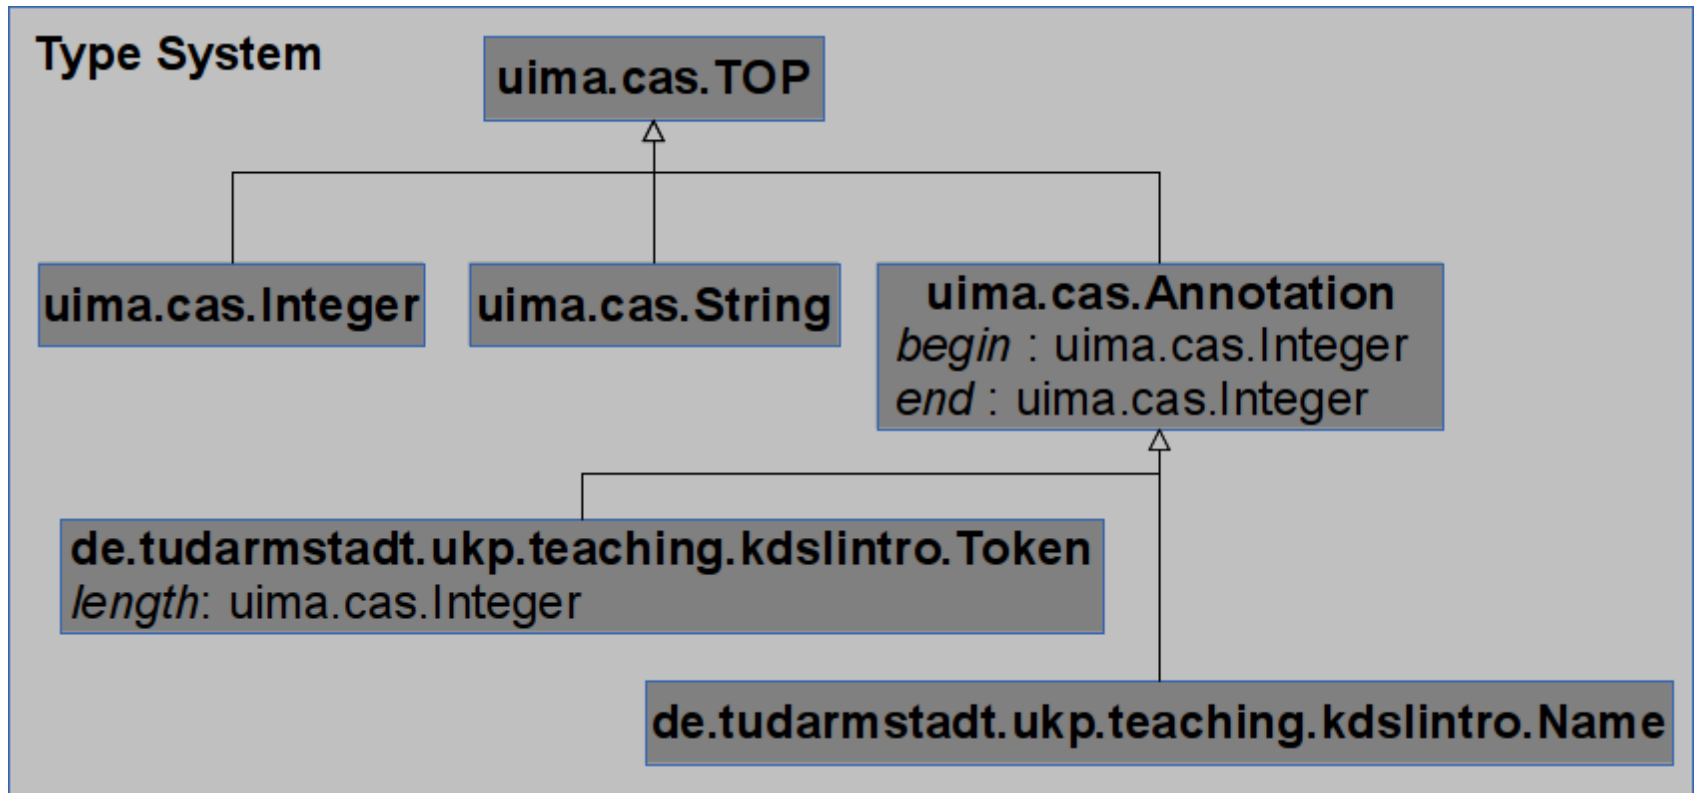 Type System
uima.cas.TOP
uima.cas.Integer
uima.cas.String
uima.cas.Annotation
begin : uima.cas.Integer
end : uima.cas.Integer
de.tudarmstadt.ukp.teaching.kdslintro.Token
length: uima.cas.Integer
de.tudarmstadt.ukp.teaching.kdslintro.Name